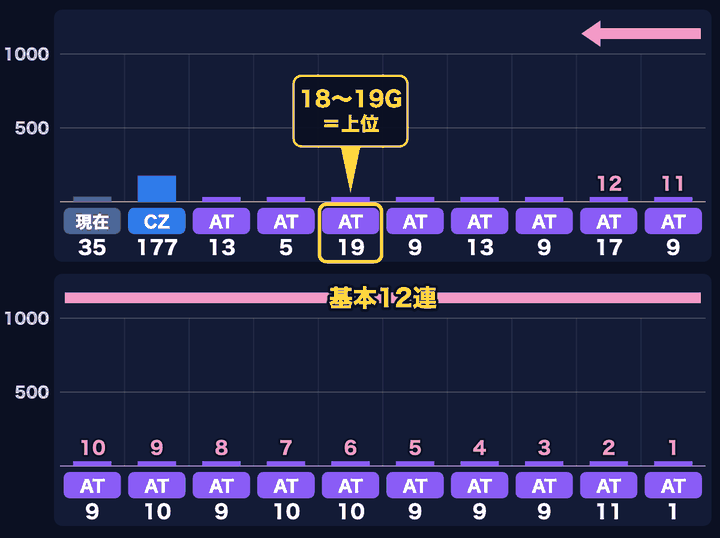 1000
500
18〜19G
＝上位
12 11
現在 CZ AT AT AT AT AT AT AT AT
35 177 13 5 19 9 13 9 17 9
基本12連
1000
500
10 9 8 7 6 5 4 3 2 1
AT AT AT AT AT AT AT AT AT AT
9 10 9 10 10 9 9 9 11 1